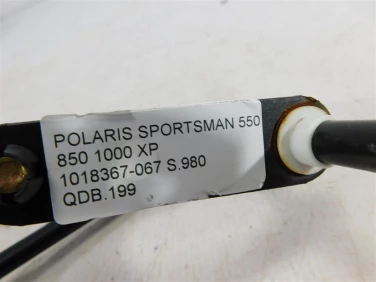 POLARIS SPORTSMAN 550
850 1000 XP
1018367-067 S.980
QDB.199